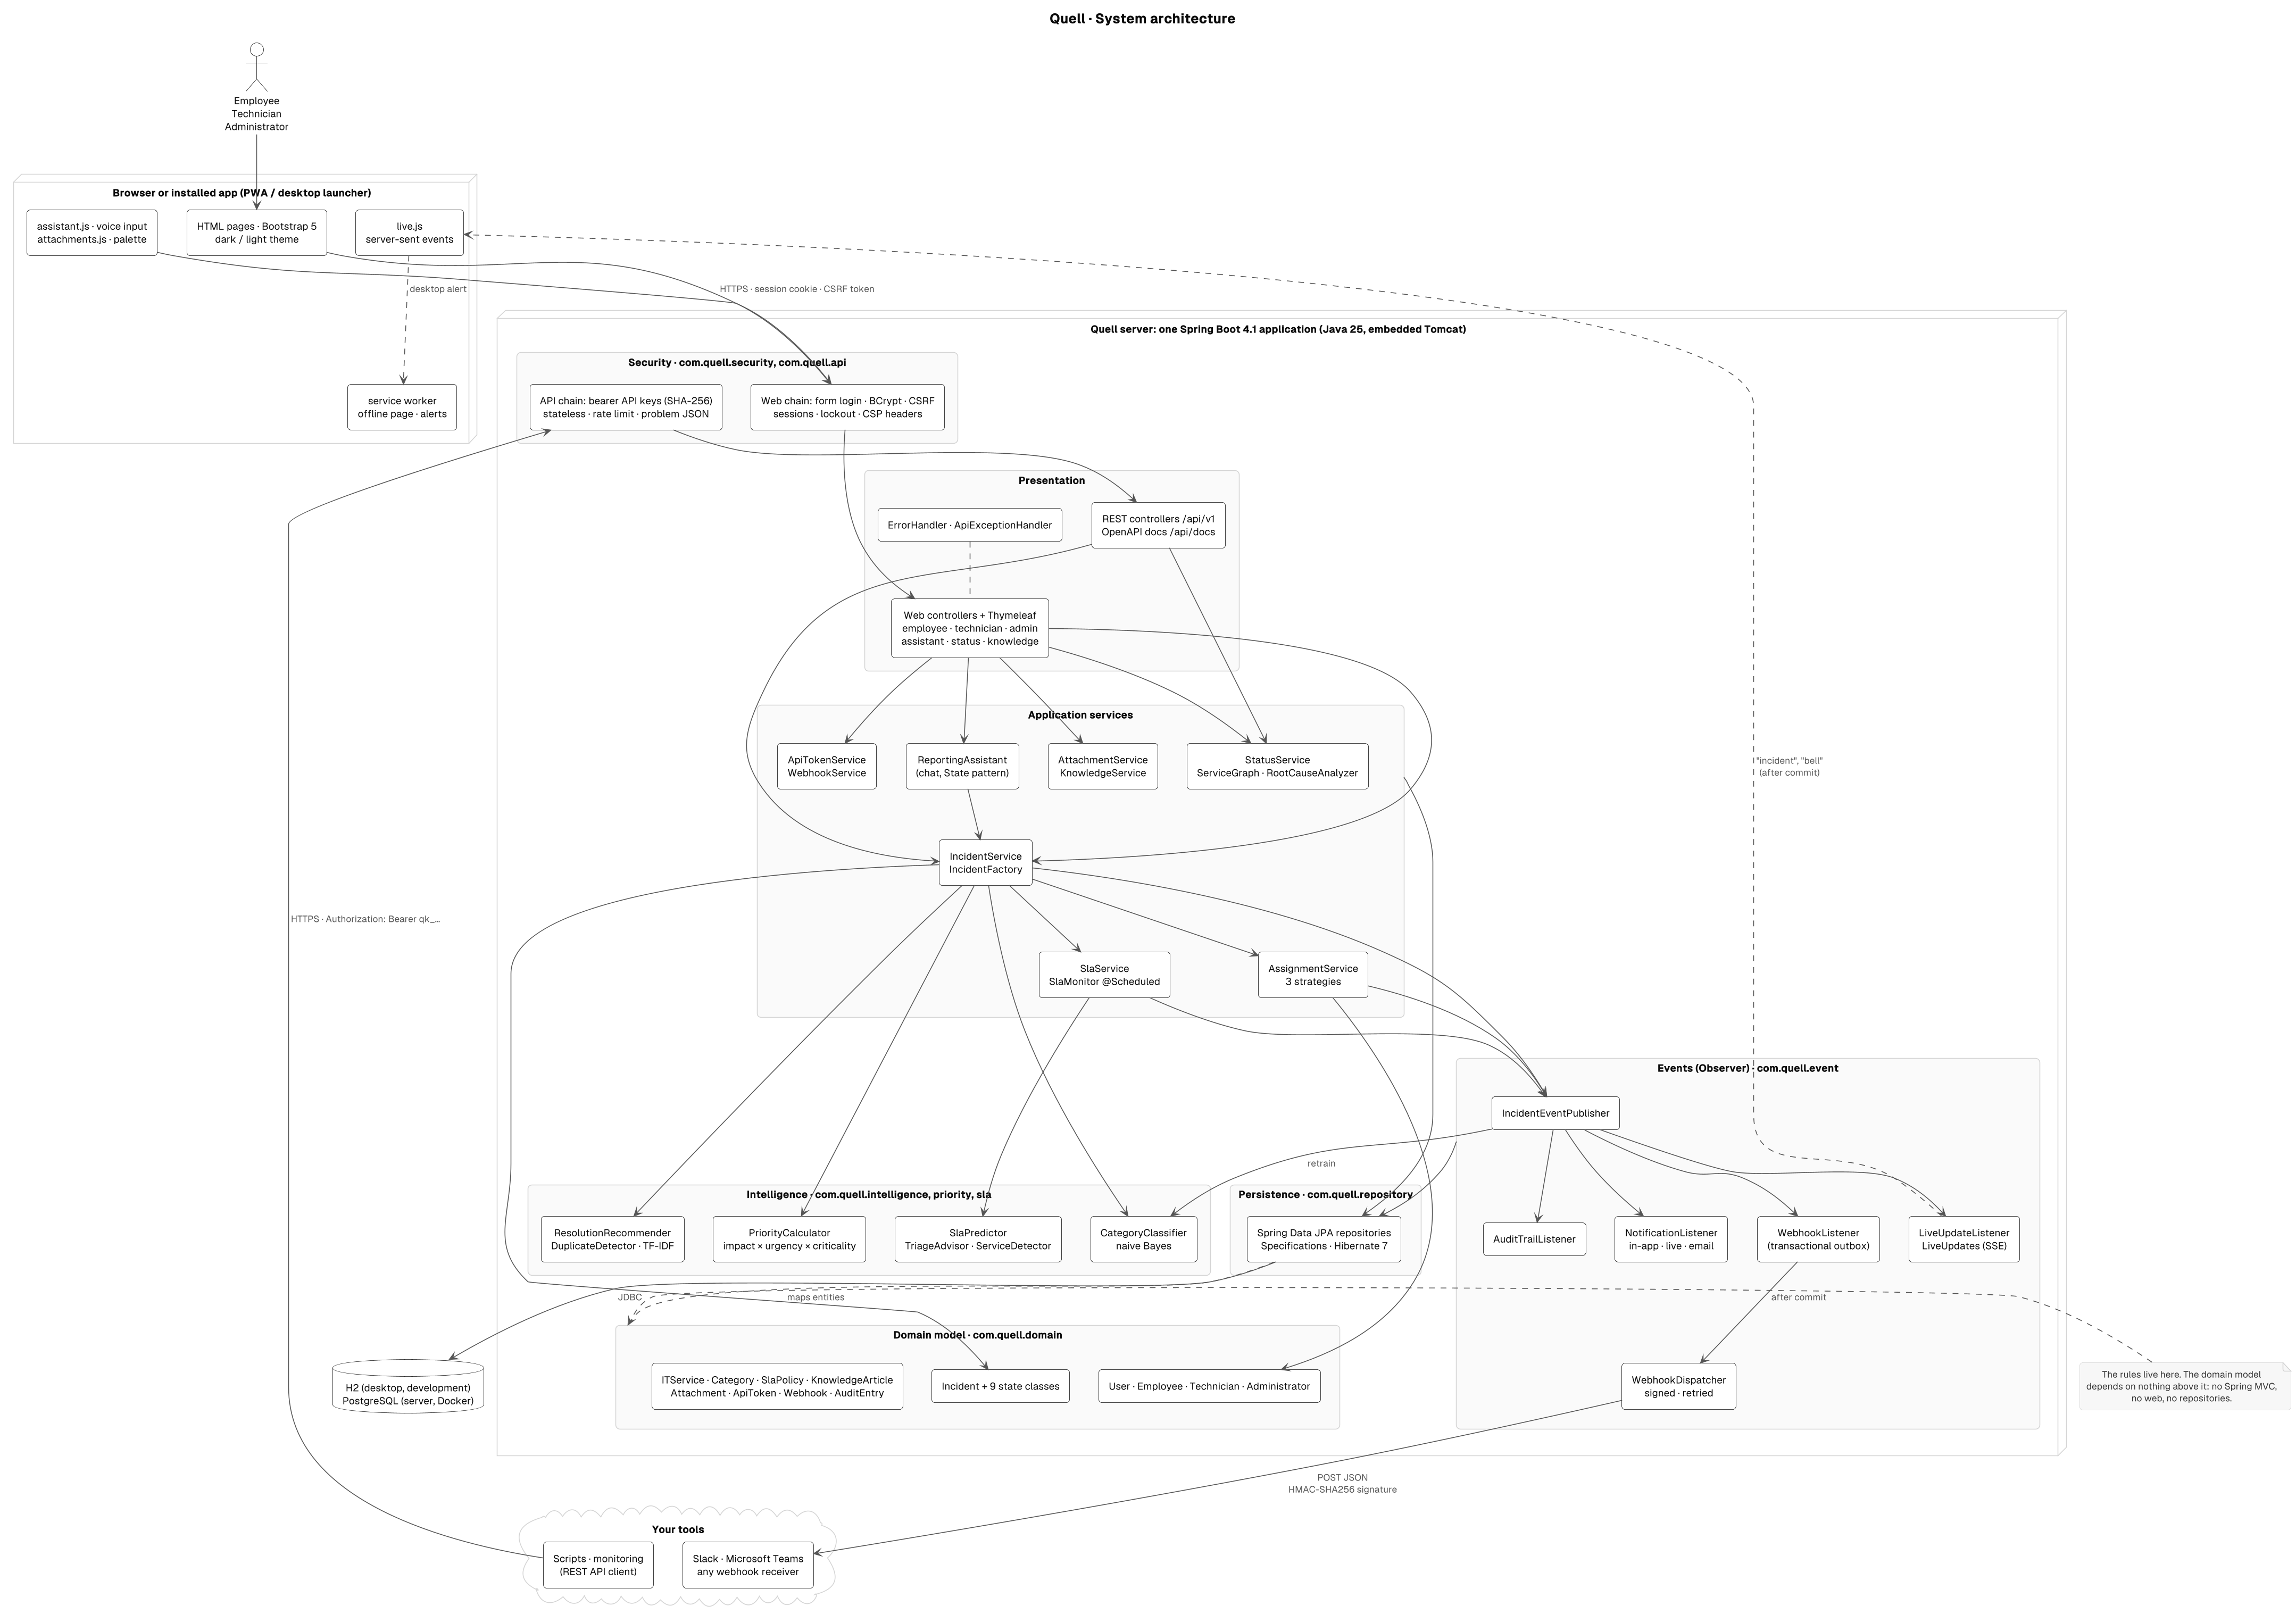 Quell · System architecture
Employee
Technician
Administrator
Browser or installed app (PWA / desktop launcher)
assistant.js · voice input
attachments.js · palette
HTML pages · Bootstrap 5
dark / light theme
live.js
server-sent events
desktop alert
HTTPS · session cookie · CSRF token
service worker
offline page · alerts
Quell server: one Spring Boot 4.1 application (Java 25, embedded Tomcat)
Security · com.quell.security, com.quell.api
API chain: bearer API keys (SHA-256)
stateless · rate limit · problem JSON
Web chain: form login · BCrypt · CSRF
sessions · lockout · CSP headers
Presentation
ErrorHandler · ApiExceptionHandler
REST controllers /api/v1
OpenAPI docs /api/docs
Web controllers + Thymeleaf
employee · technician · admin
assistant · status · knowledge
Application services
ApiTokenService
WebhookService
ReportingAssistant
(chat, State pattern)
AttachmentService
KnowledgeService
StatusService
ServiceGraph · RootCauseAnalyzer
"incident", "bell"
(after commit)
IncidentService
IncidentFactory
HTTPS · Authorization: Bearer qk_...
SlaService
SlaMonitor @Scheduled
AssignmentService
3 strategies
Events (Observer) · com.quell.event
IncidentEventPublisher
retrain
Intelligence · com.quell.intelligence, priority, sla
ResolutionRecommender
DuplicateDetector · TF-IDF
PriorityCalculator
impact × urgency × criticality
SlaPredictor
TriageAdvisor · ServiceDetector
CategoryClassifier
naive Bayes
Persistence · com.quell.repository
Spring Data JPA repositories
Specifications · Hibernate 7
AuditTrailListener
NotificationListener
in-app · live · email
WebhookListener
(transactional outbox)
LiveUpdateListener
LiveUpdates (SSE)
JDBC
maps entities
after commit
Domain model · com.quell.domain
ITService · Category · SlaPolicy · KnowledgeArticle
Attachment · ApiToken · Webhook · AuditEntry
Incident + 9 state classes
User · Employee · Technician · Administrator
H2 (desktop, development)
PostgreSQL (server, Docker)
WebhookDispatcher
signed · retried
The rules live here. The domain model
depends on nothing above it: no Spring MVC,
no web, no repositories.
POST JSON
HMAC-SHA256 signature
Your tools
Scripts · monitoring
(REST API client)
Slack · Microsoft Teams
any webhook receiver